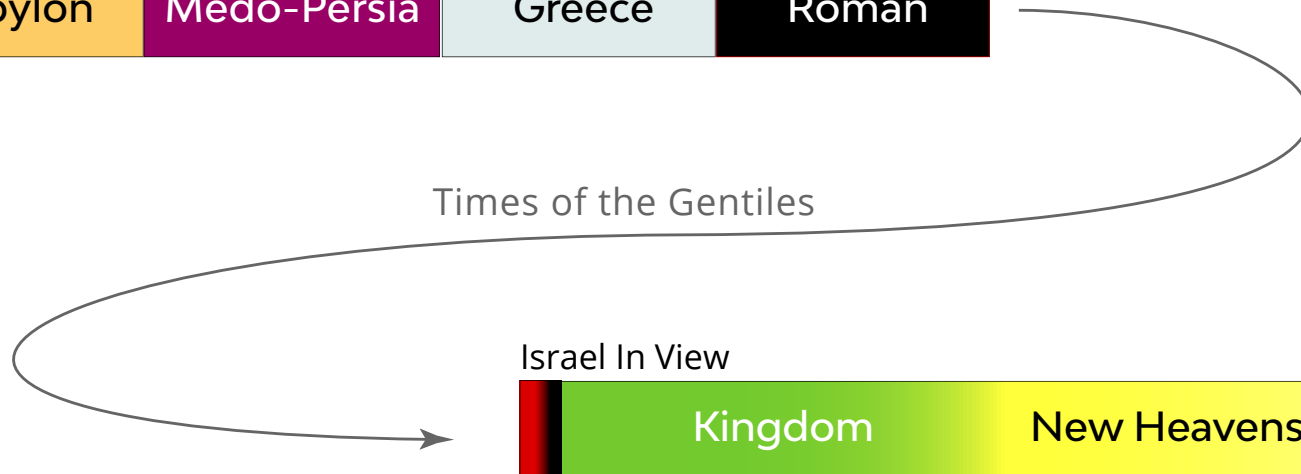 Medo-Persia Greece Roman
Times of the Gentiles
Israel In View
Kingdom New Heavens